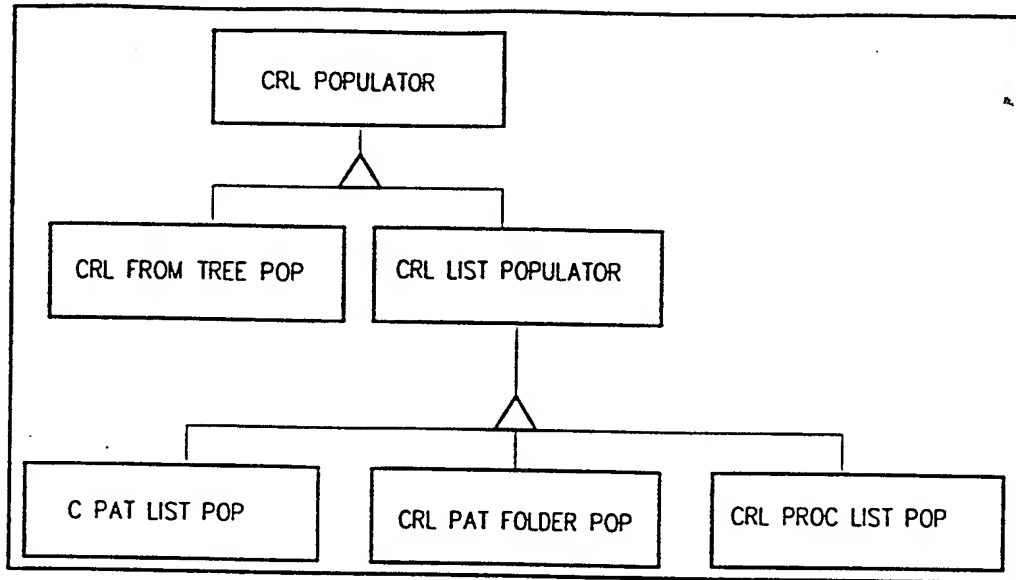 CRL POPULATOR
CRL FROM TREE POP
CRL LIST POPULATOR
C PAT LIST POP
CRL PAT FOLDER POP
CRL PROC LIST POP